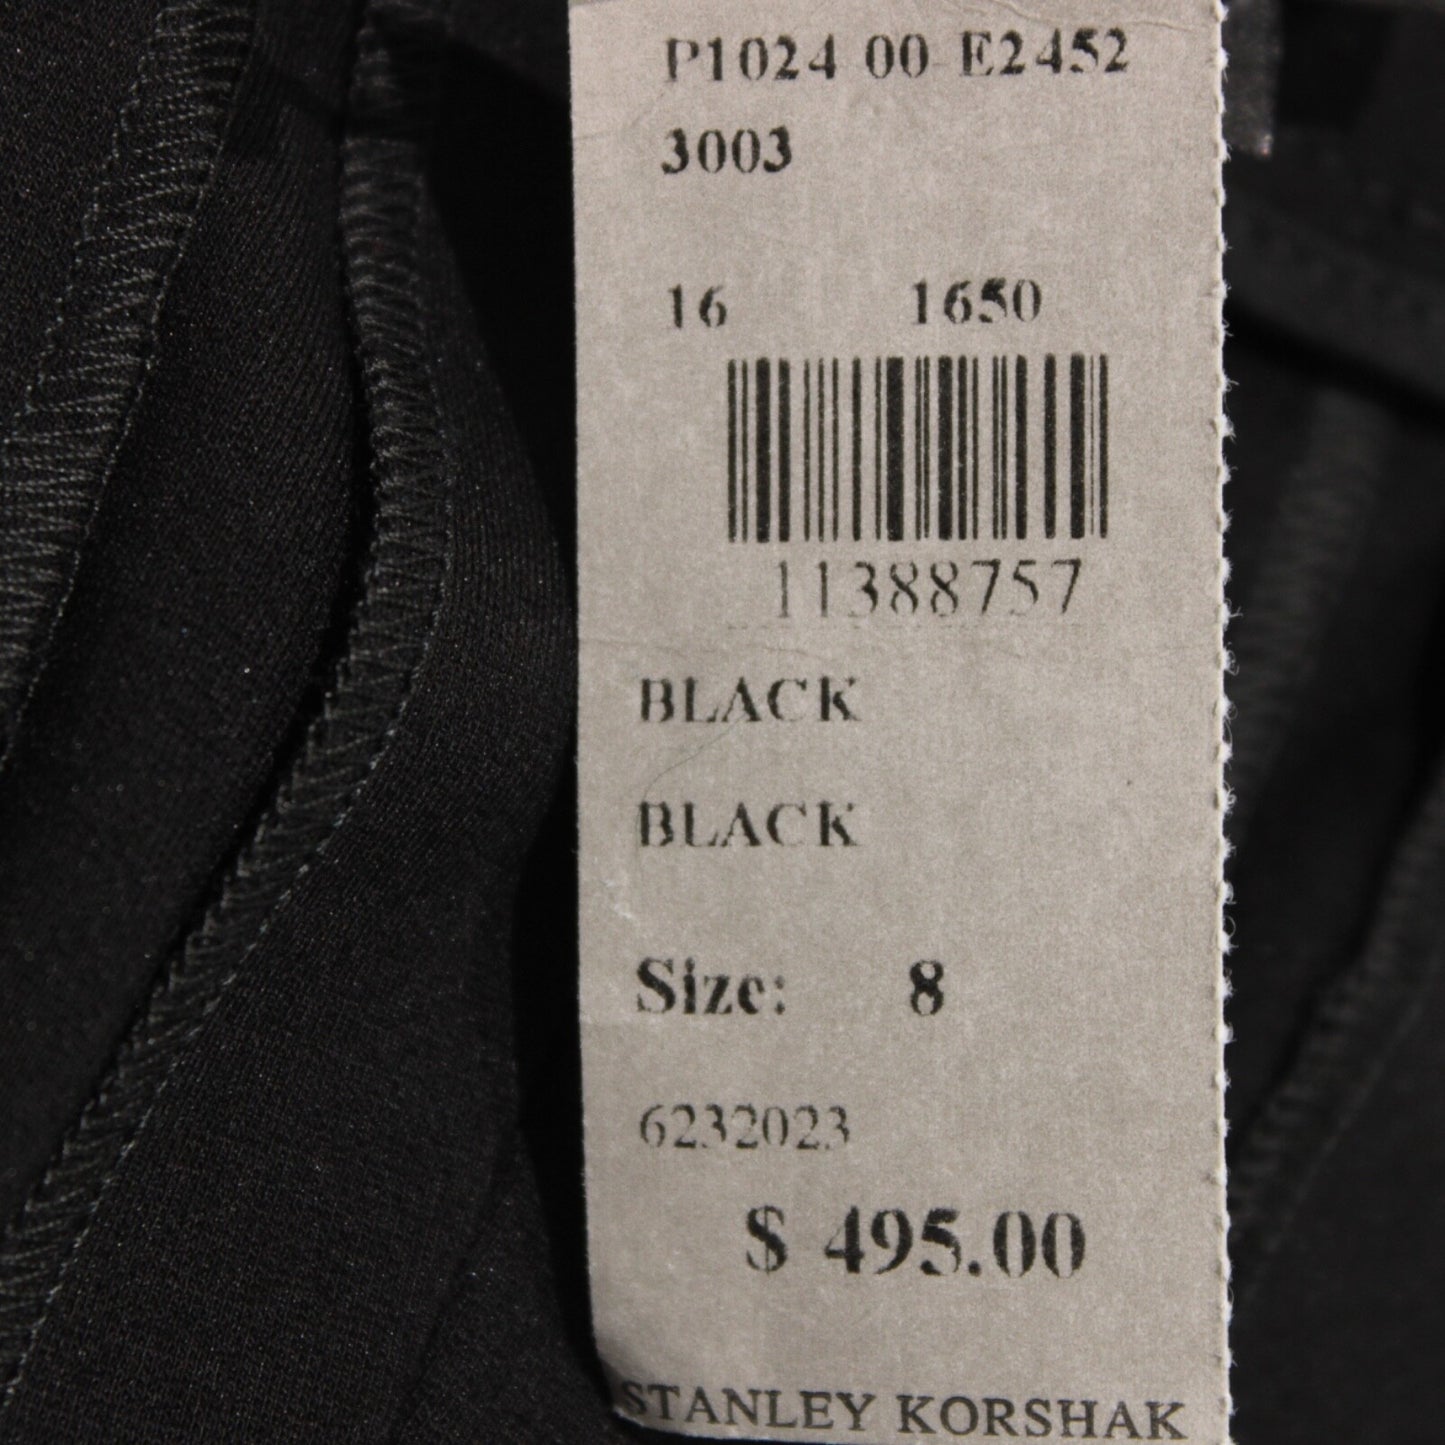 P1024 00 E2452
3003
16 1650
11388757
BLACK
BLACK
Size: 8
6232023
$ 495.00
STANLEY KORSHAK